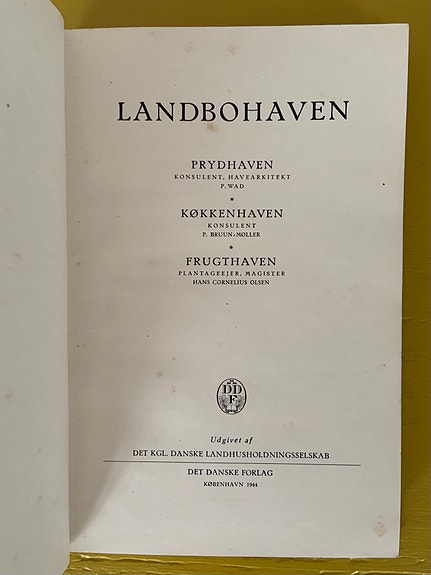 LANDBOHAVEN
PRYDHAVEN
KONSULENT, HAVEARKITEKT
P. WAD
*
KØKKENHAVEN
KONSULENT
P. BRUUN-MØLLER
*
FRUGTHAVEN
PLANTAGEEJER, MAGISTER
HANS CORNELIUS OLSEN
DD
F
Udgivet af
DET KGL. DANSKE LANDHUSHOLDNINGSSELSKAB
DET DANSKE FORLAG
KØBENHAVN 1944